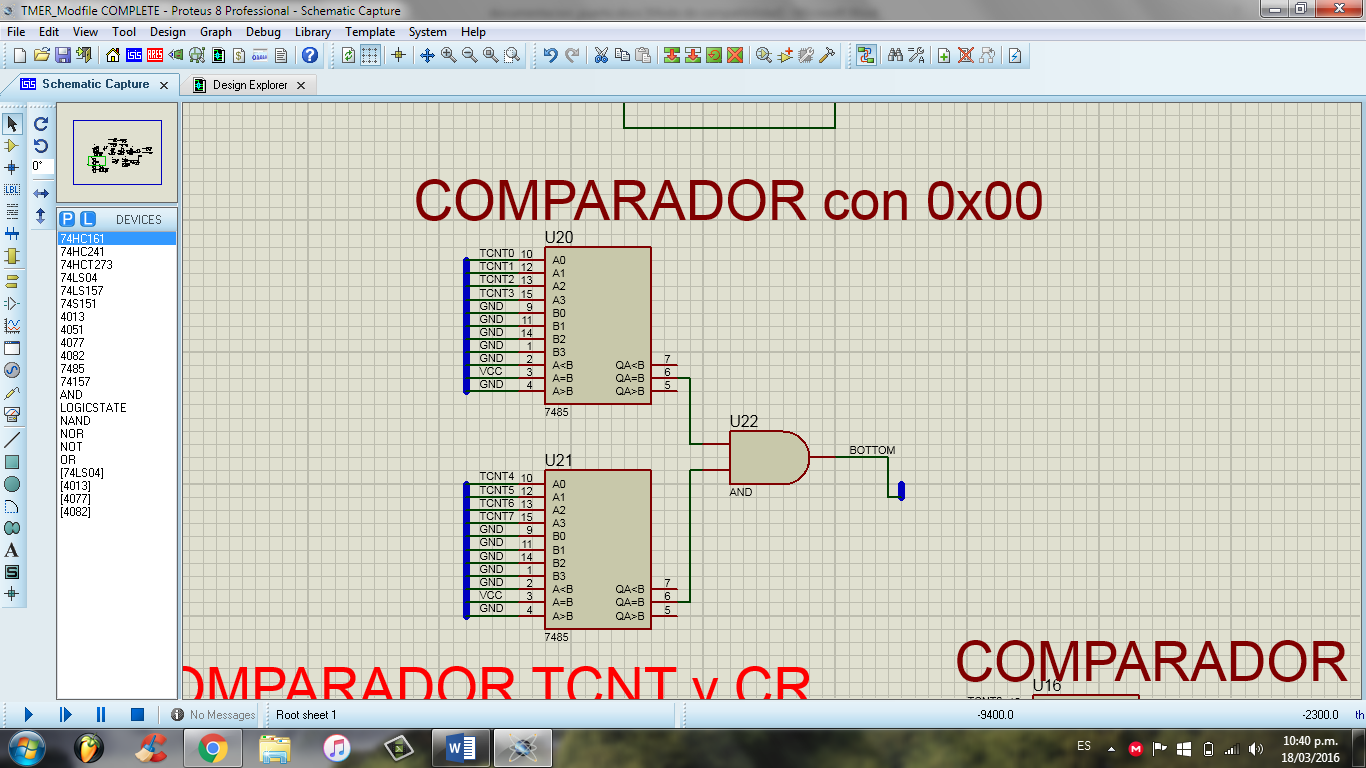 TMER_Modfile COMPLETE - Proteus 8 Professional - Schematic Capture
File Edit View Tool Design Graph Debug Library Template System Help
Schematic Capture
Design Explorer
0°
P L DEVICES
74HC161
74HC241
74HCT273
74LS04
74LS157
74S151
4013
4051
4077
4082
7485
74157
AND
LOGICSTATE
NAND
NOR
NOT
OR
[74LS04]
[4013]
[4077]
[4082]
COMPARADOR con 0x00
U20
TCNT0 10 A0
TCNT1 12 A1
TCNT2 13 A2
TCNT3 15 A3
GND 9 B0
GND 11 B1
GND 14 B2
GND 1 B3
GND 2 A<B QA<B 7
VCC 3 A=B QA=B 6
GND 4 A>B QA>B 5
7485
U22
AND
BOTTOM
U21
TCNT4 10 A0
TCNT5 12 A1
TCNT6 13 A2
TCNT7 15 A3
GND 9 B0
GND 11 B1
GND 14 B2
GND 1 B3
GND 2 A<B QA<B 7
VCC 3 A=B QA=B 6
GND 4 A>B QA>B 5
7485
COMPARADOR
U16
OMPARADOR TCNT y CR
No Messages
Root sheet 1
-9400.0
-2300.0
th
ES
10:40 p.m.
18/03/2016